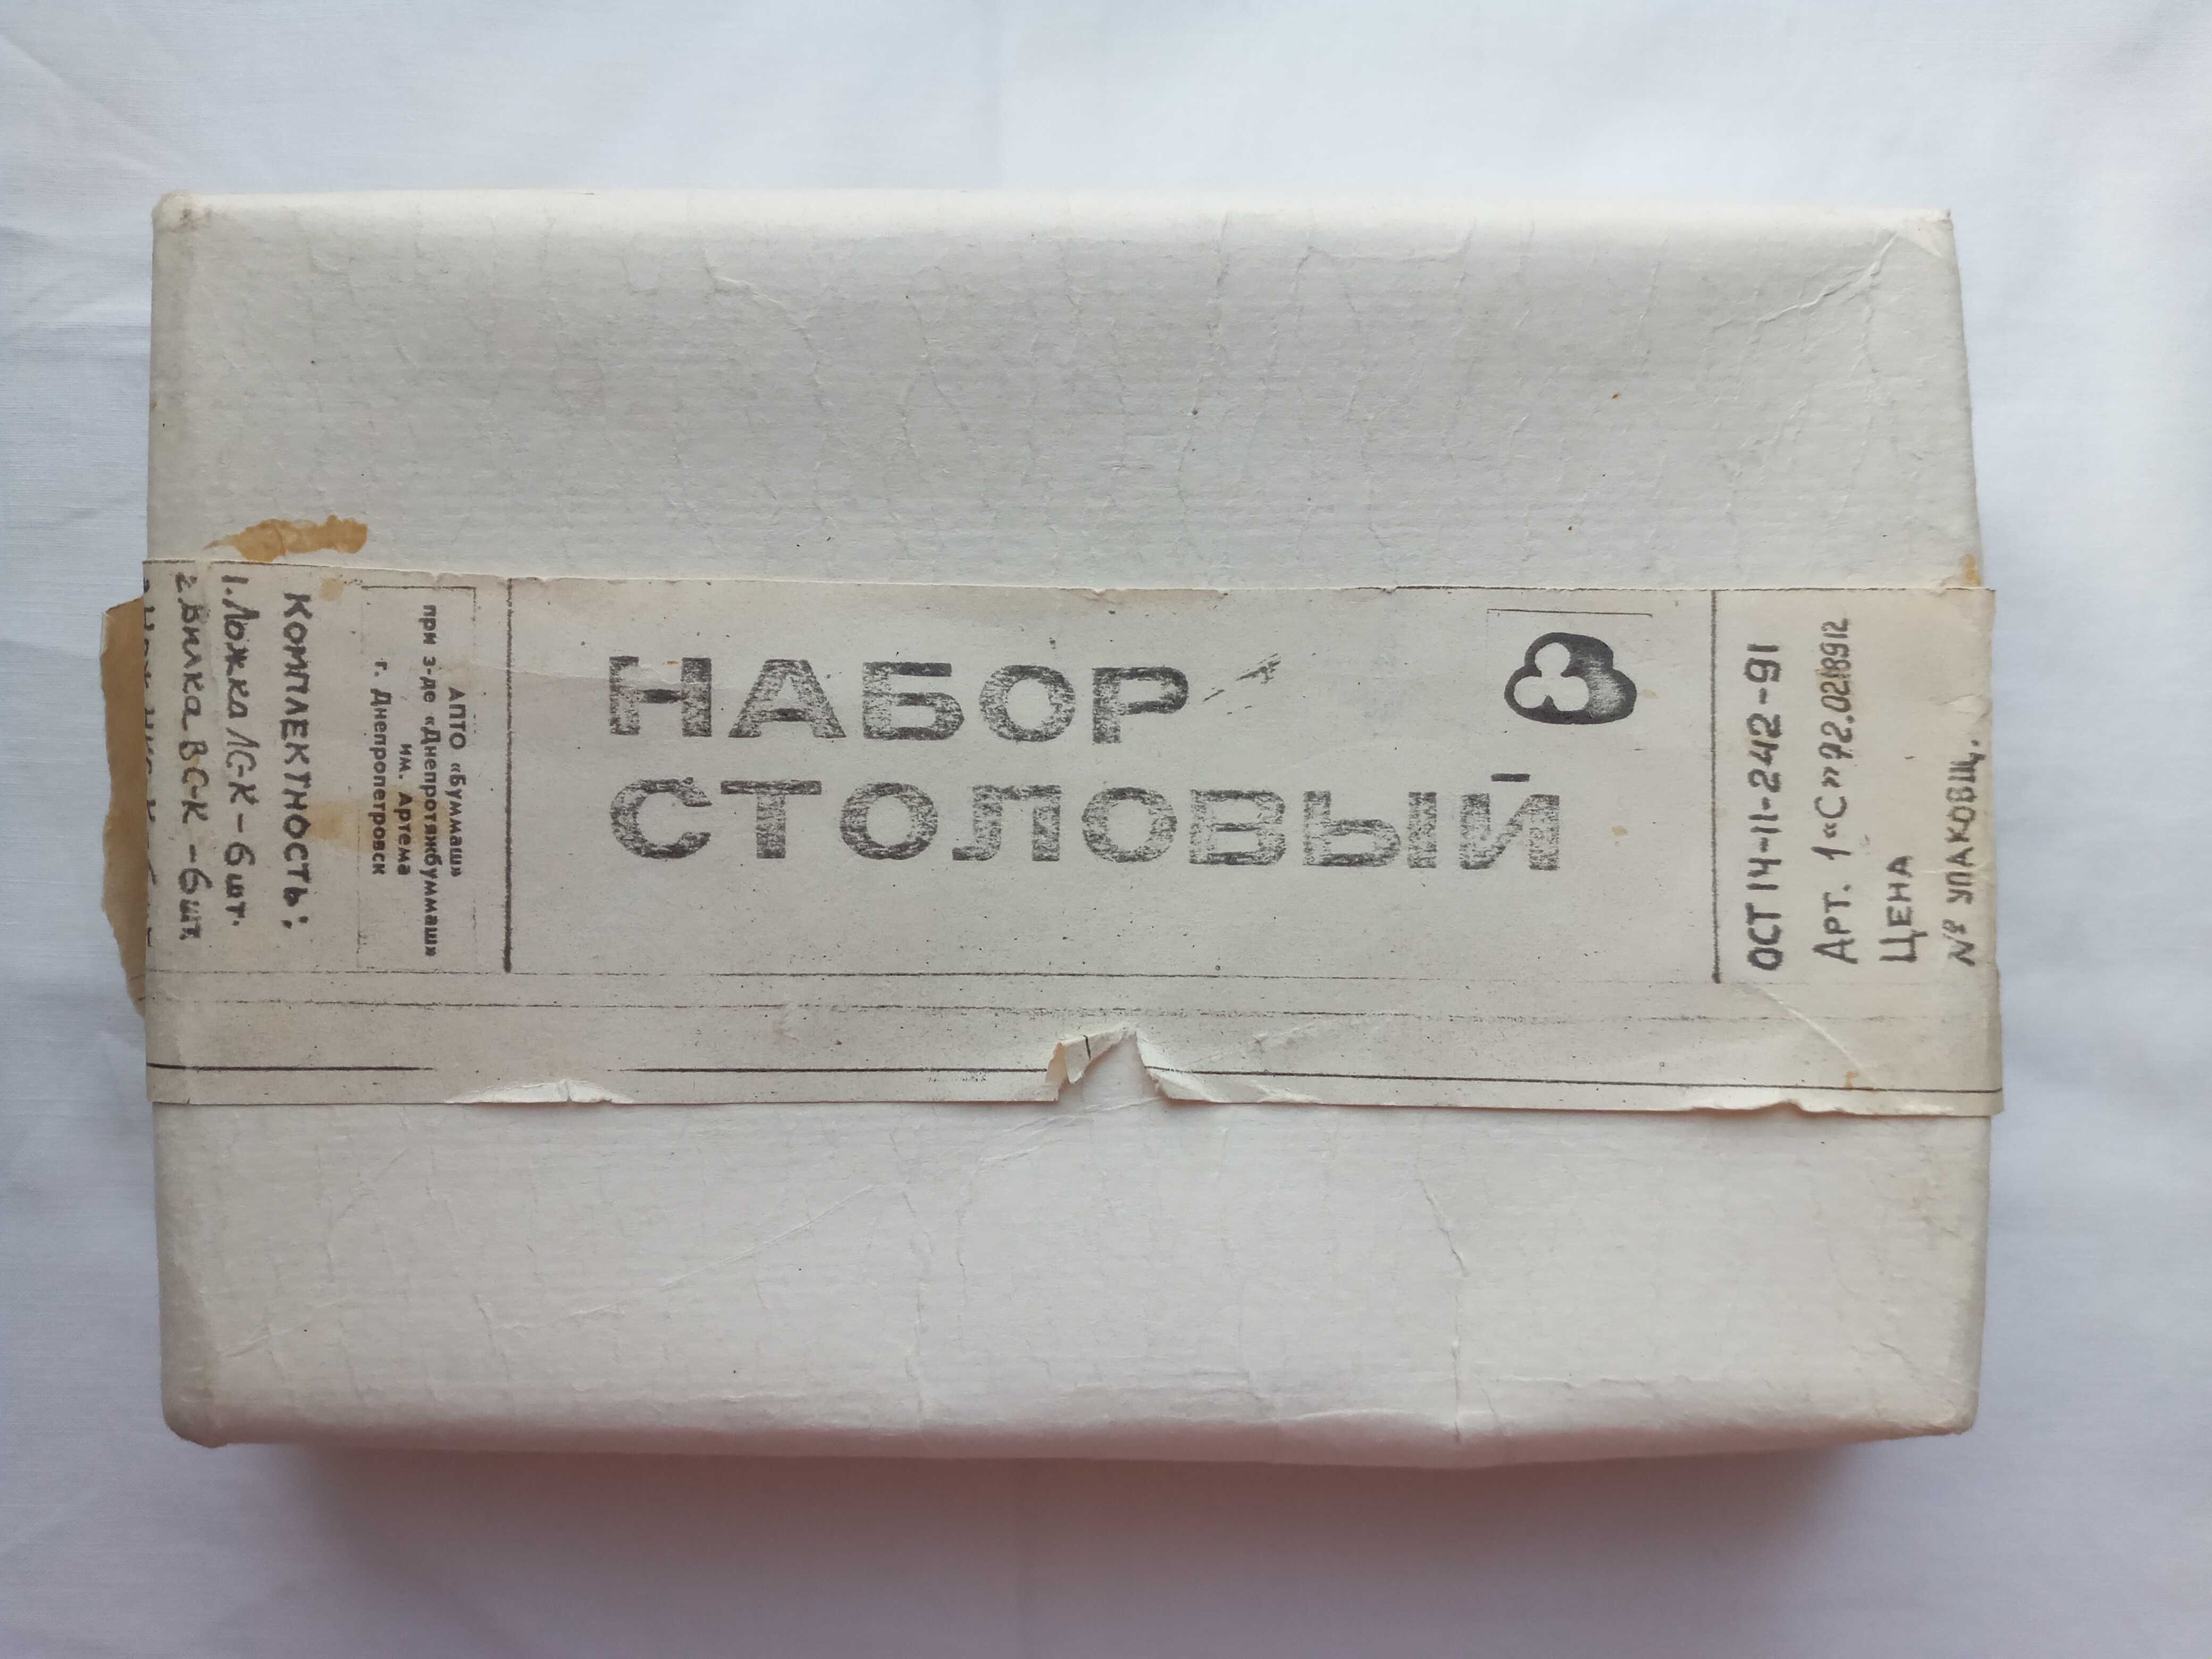 НАБОР
СТОЛОВЫЙ
АПТО «Буммаш»
при з-де «Днепротяжбуммаш»
им. Артема
г. Днепропетровск
КОМПЛЕКТНОСТЬ:
1. Ложка ЛС-К – 6 шт.
2. Вилка ВС-К – 6 шт.
ОСТ 14-11-242-91
АРТ. 1«С»72.0218912
ЦЕНА
№ УПАКОВЩ.